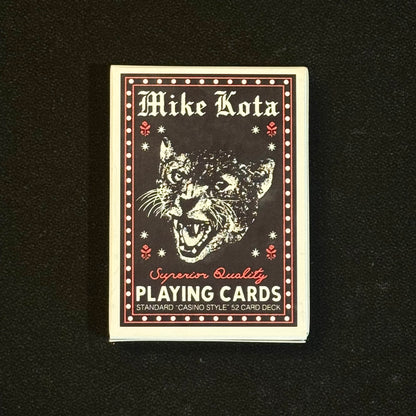 Mike Kota
Superior Quality
PLAYING CARDS
STANDARD "CASINO STYLE" 52 CARD DECK